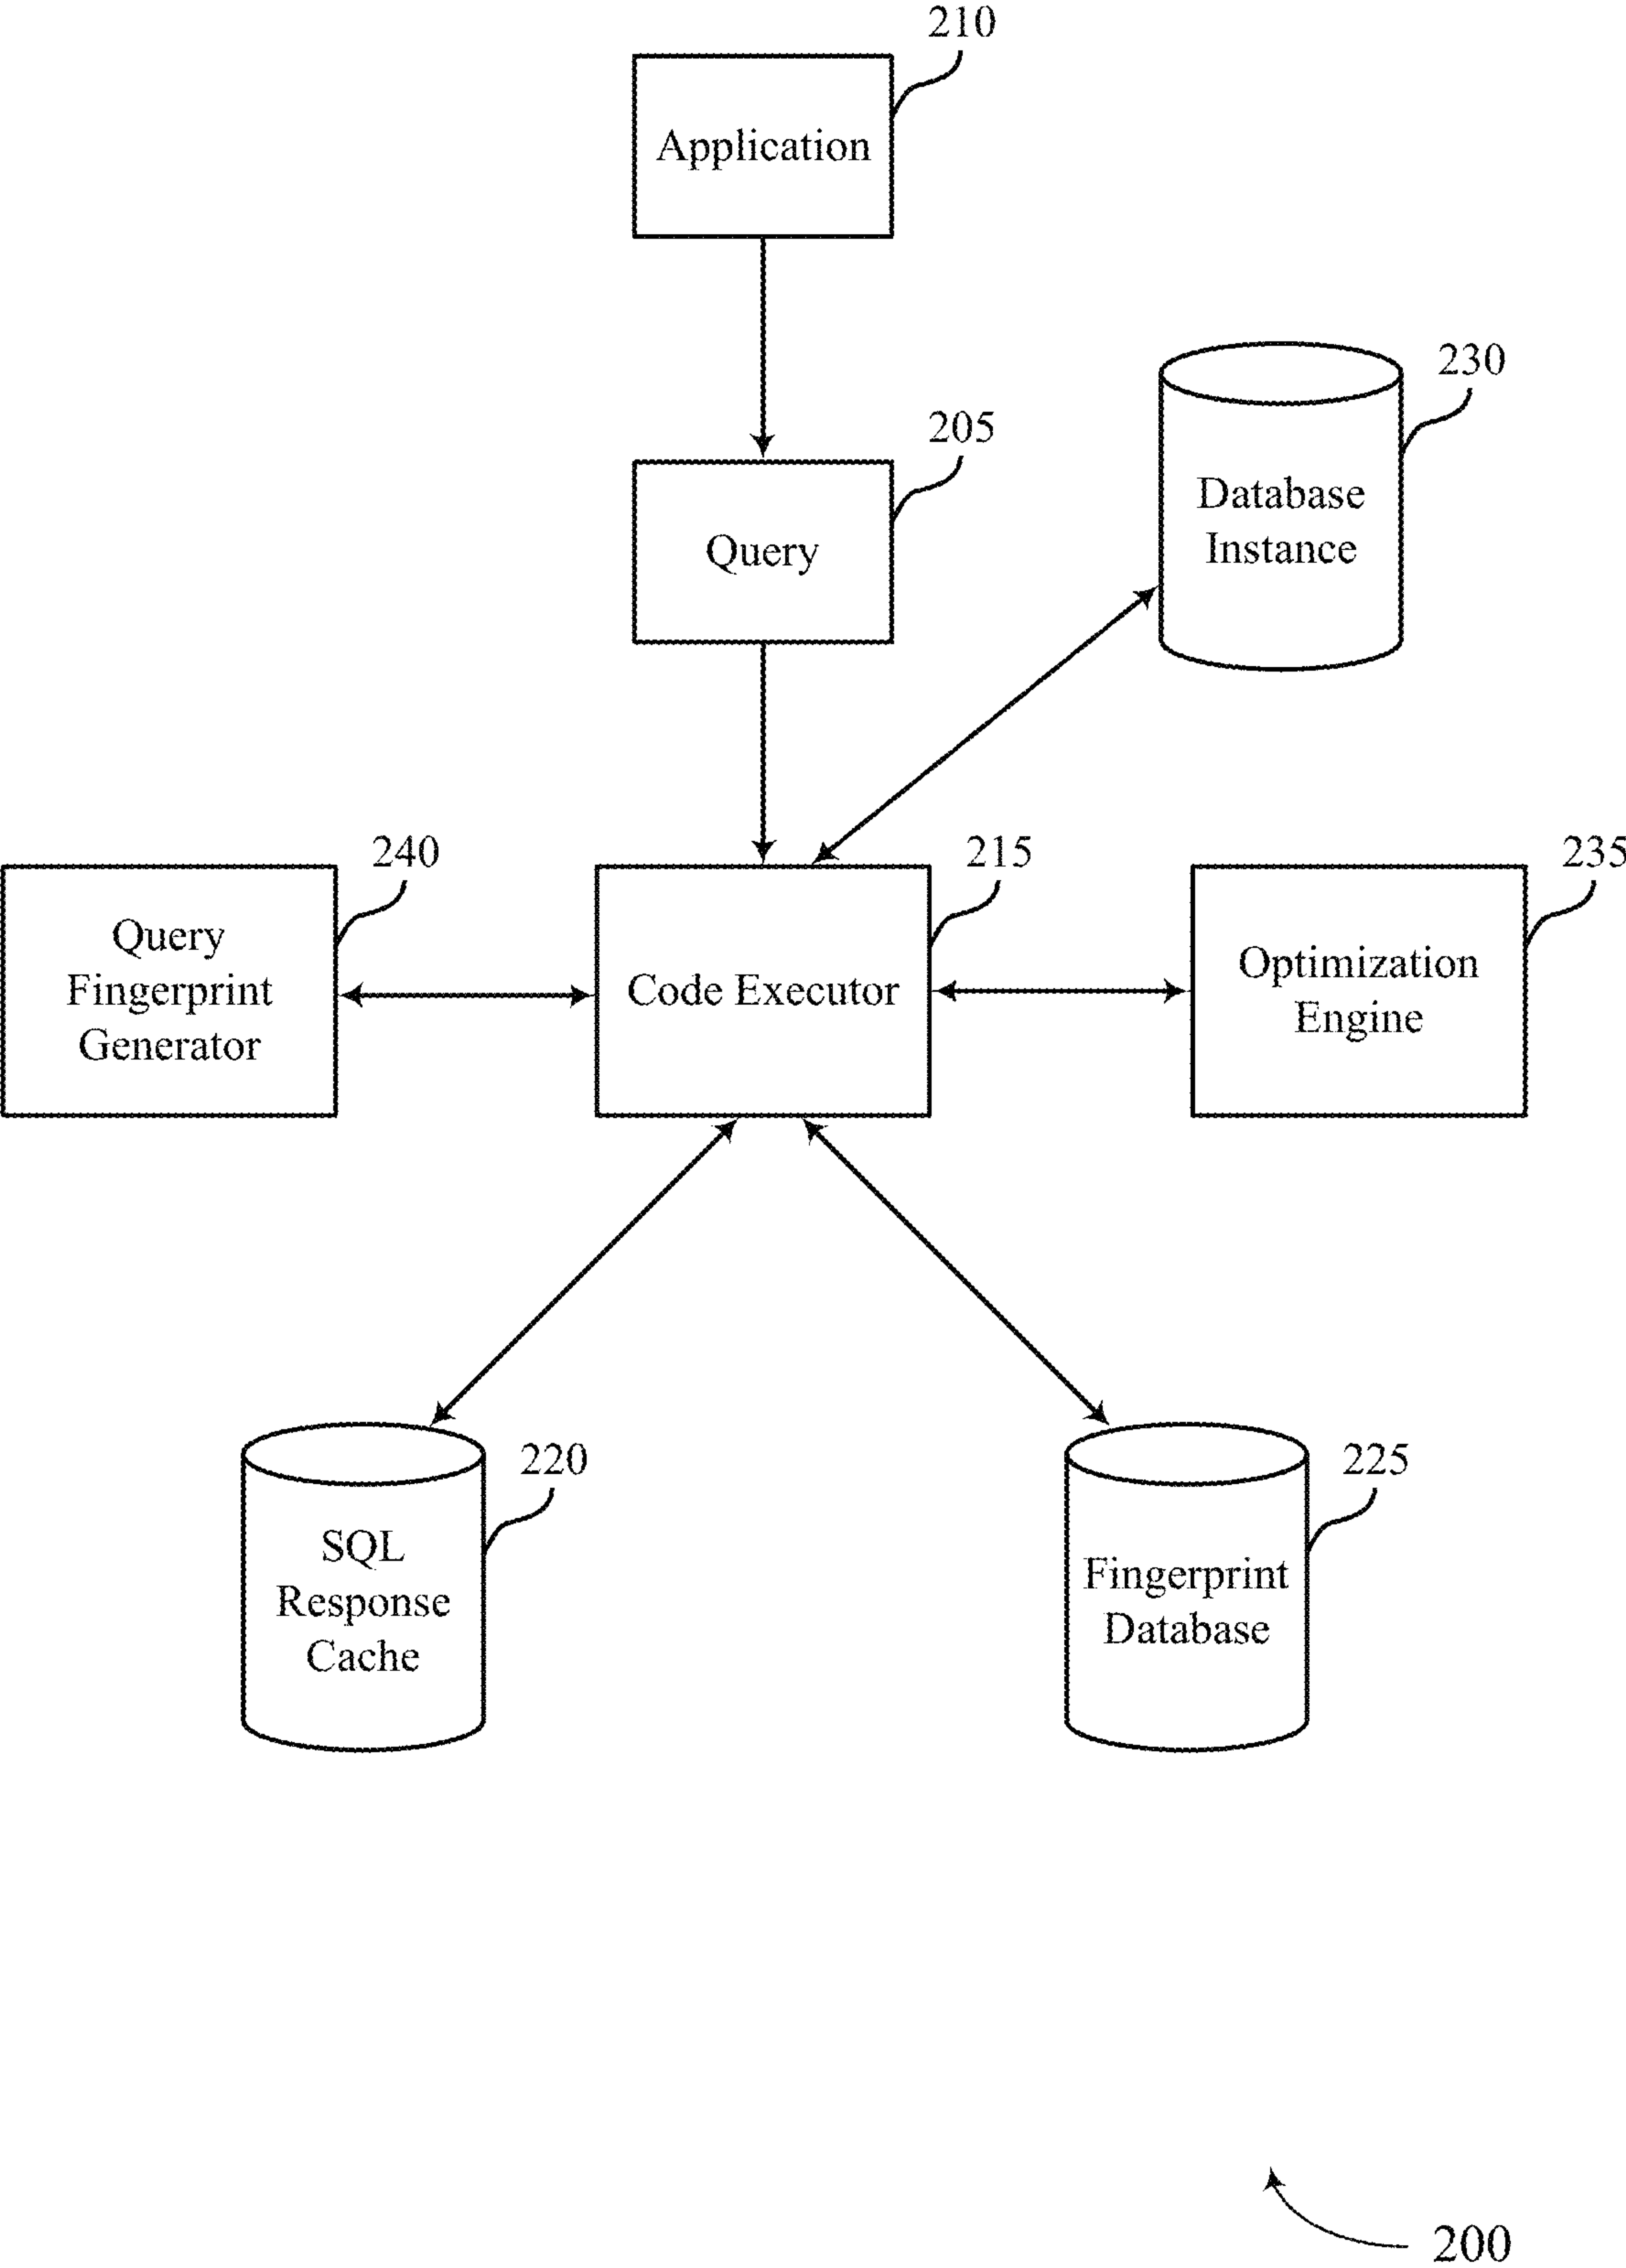 210
Application
230
205
Database
Instance
Query
240
215
235
Query
Fingerprint
Generator
Code Executor
Optimization
Engine
220
225
SQL
Response
Cache
Fingerprint
Database
200